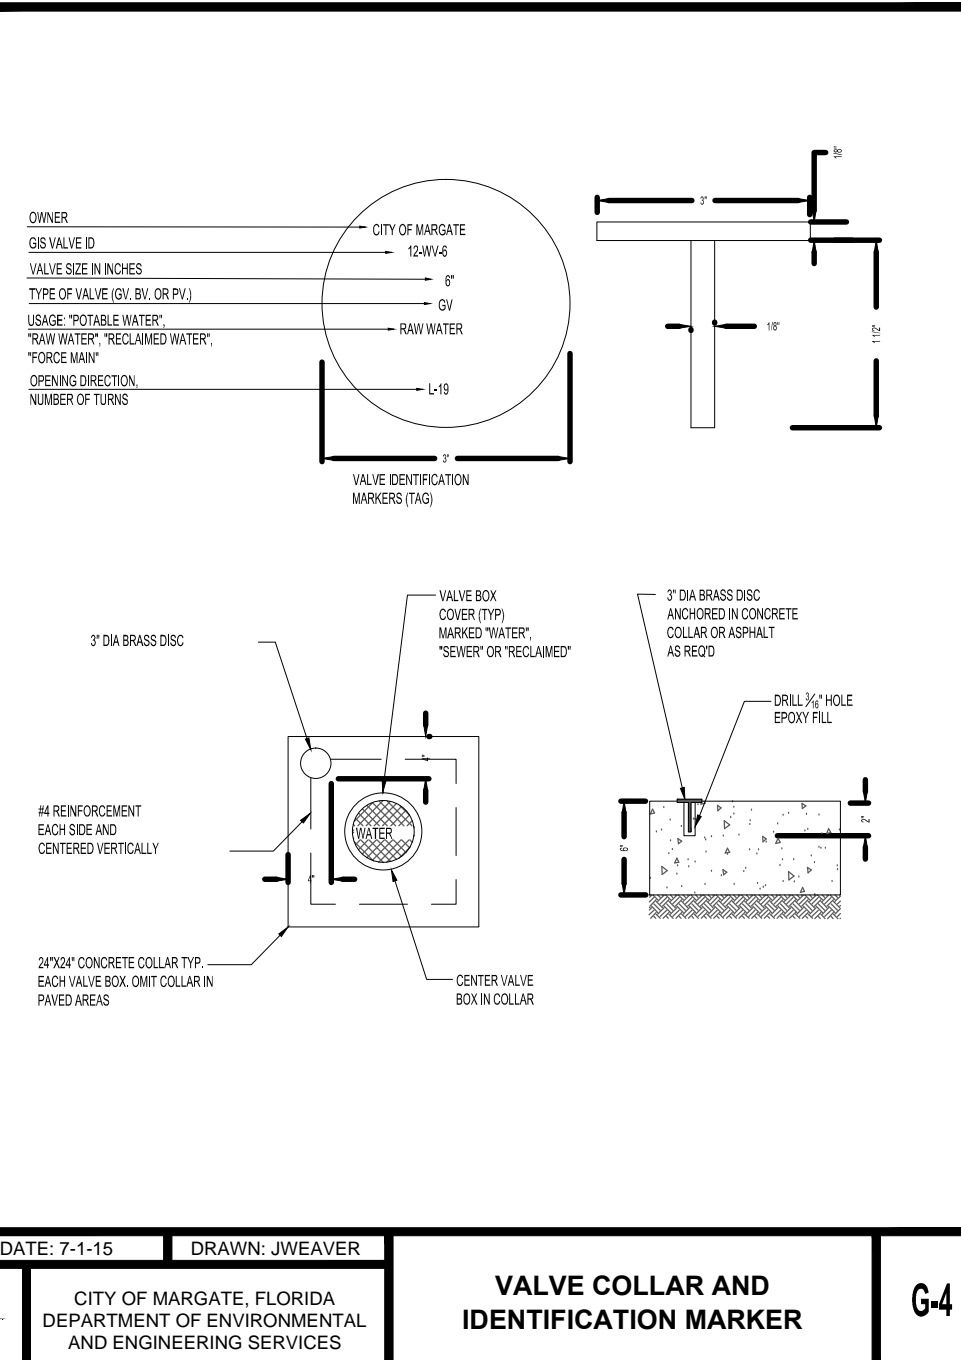 OWNER
GIS VALVE ID
VALVE SIZE IN INCHES
TYPE OF VALVE (GV. BV. OR PV.)
USAGE: "POTABLE WATER",
"RAW WATER", "RECLAIMED WATER",
"FORCE MAIN"
OPENING DIRECTION,
NUMBER OF TURNS
CITY OF MARGATE
12-WV-6
6"
GV
RAW WATER
L-19
3"
VALVE IDENTIFICATION
MARKERS (TAG)
3"
1/8"
1/8"
1 1/2"
3" DIA BRASS DISC
VALVE BOX
COVER (TYP)
MARKED "WATER",
"SEWER" OR "RECLAIMED"
4"
#4 REINFORCEMENT
EACH SIDE AND
CENTERED VERTICALLY
WATER
4"
24"X24" CONCRETE COLLAR TYP.
EACH VALVE BOX. OMIT COLLAR IN
PAVED AREAS
CENTER VALVE
BOX IN COLLAR
3" DIA BRASS DISC
ANCHORED IN CONCRETE
COLLAR OR ASPHALT
AS REQ'D
DRILL 3/16" HOLE
EPOXY FILL
6"
2"
DATE: 7-1-15
DRAWN: JWEAVER
CITY OF MARGATE, FLORIDA
DEPARTMENT OF ENVIRONMENTAL
AND ENGINEERING SERVICES
VALVE COLLAR AND
IDENTIFICATION MARKER
G-4